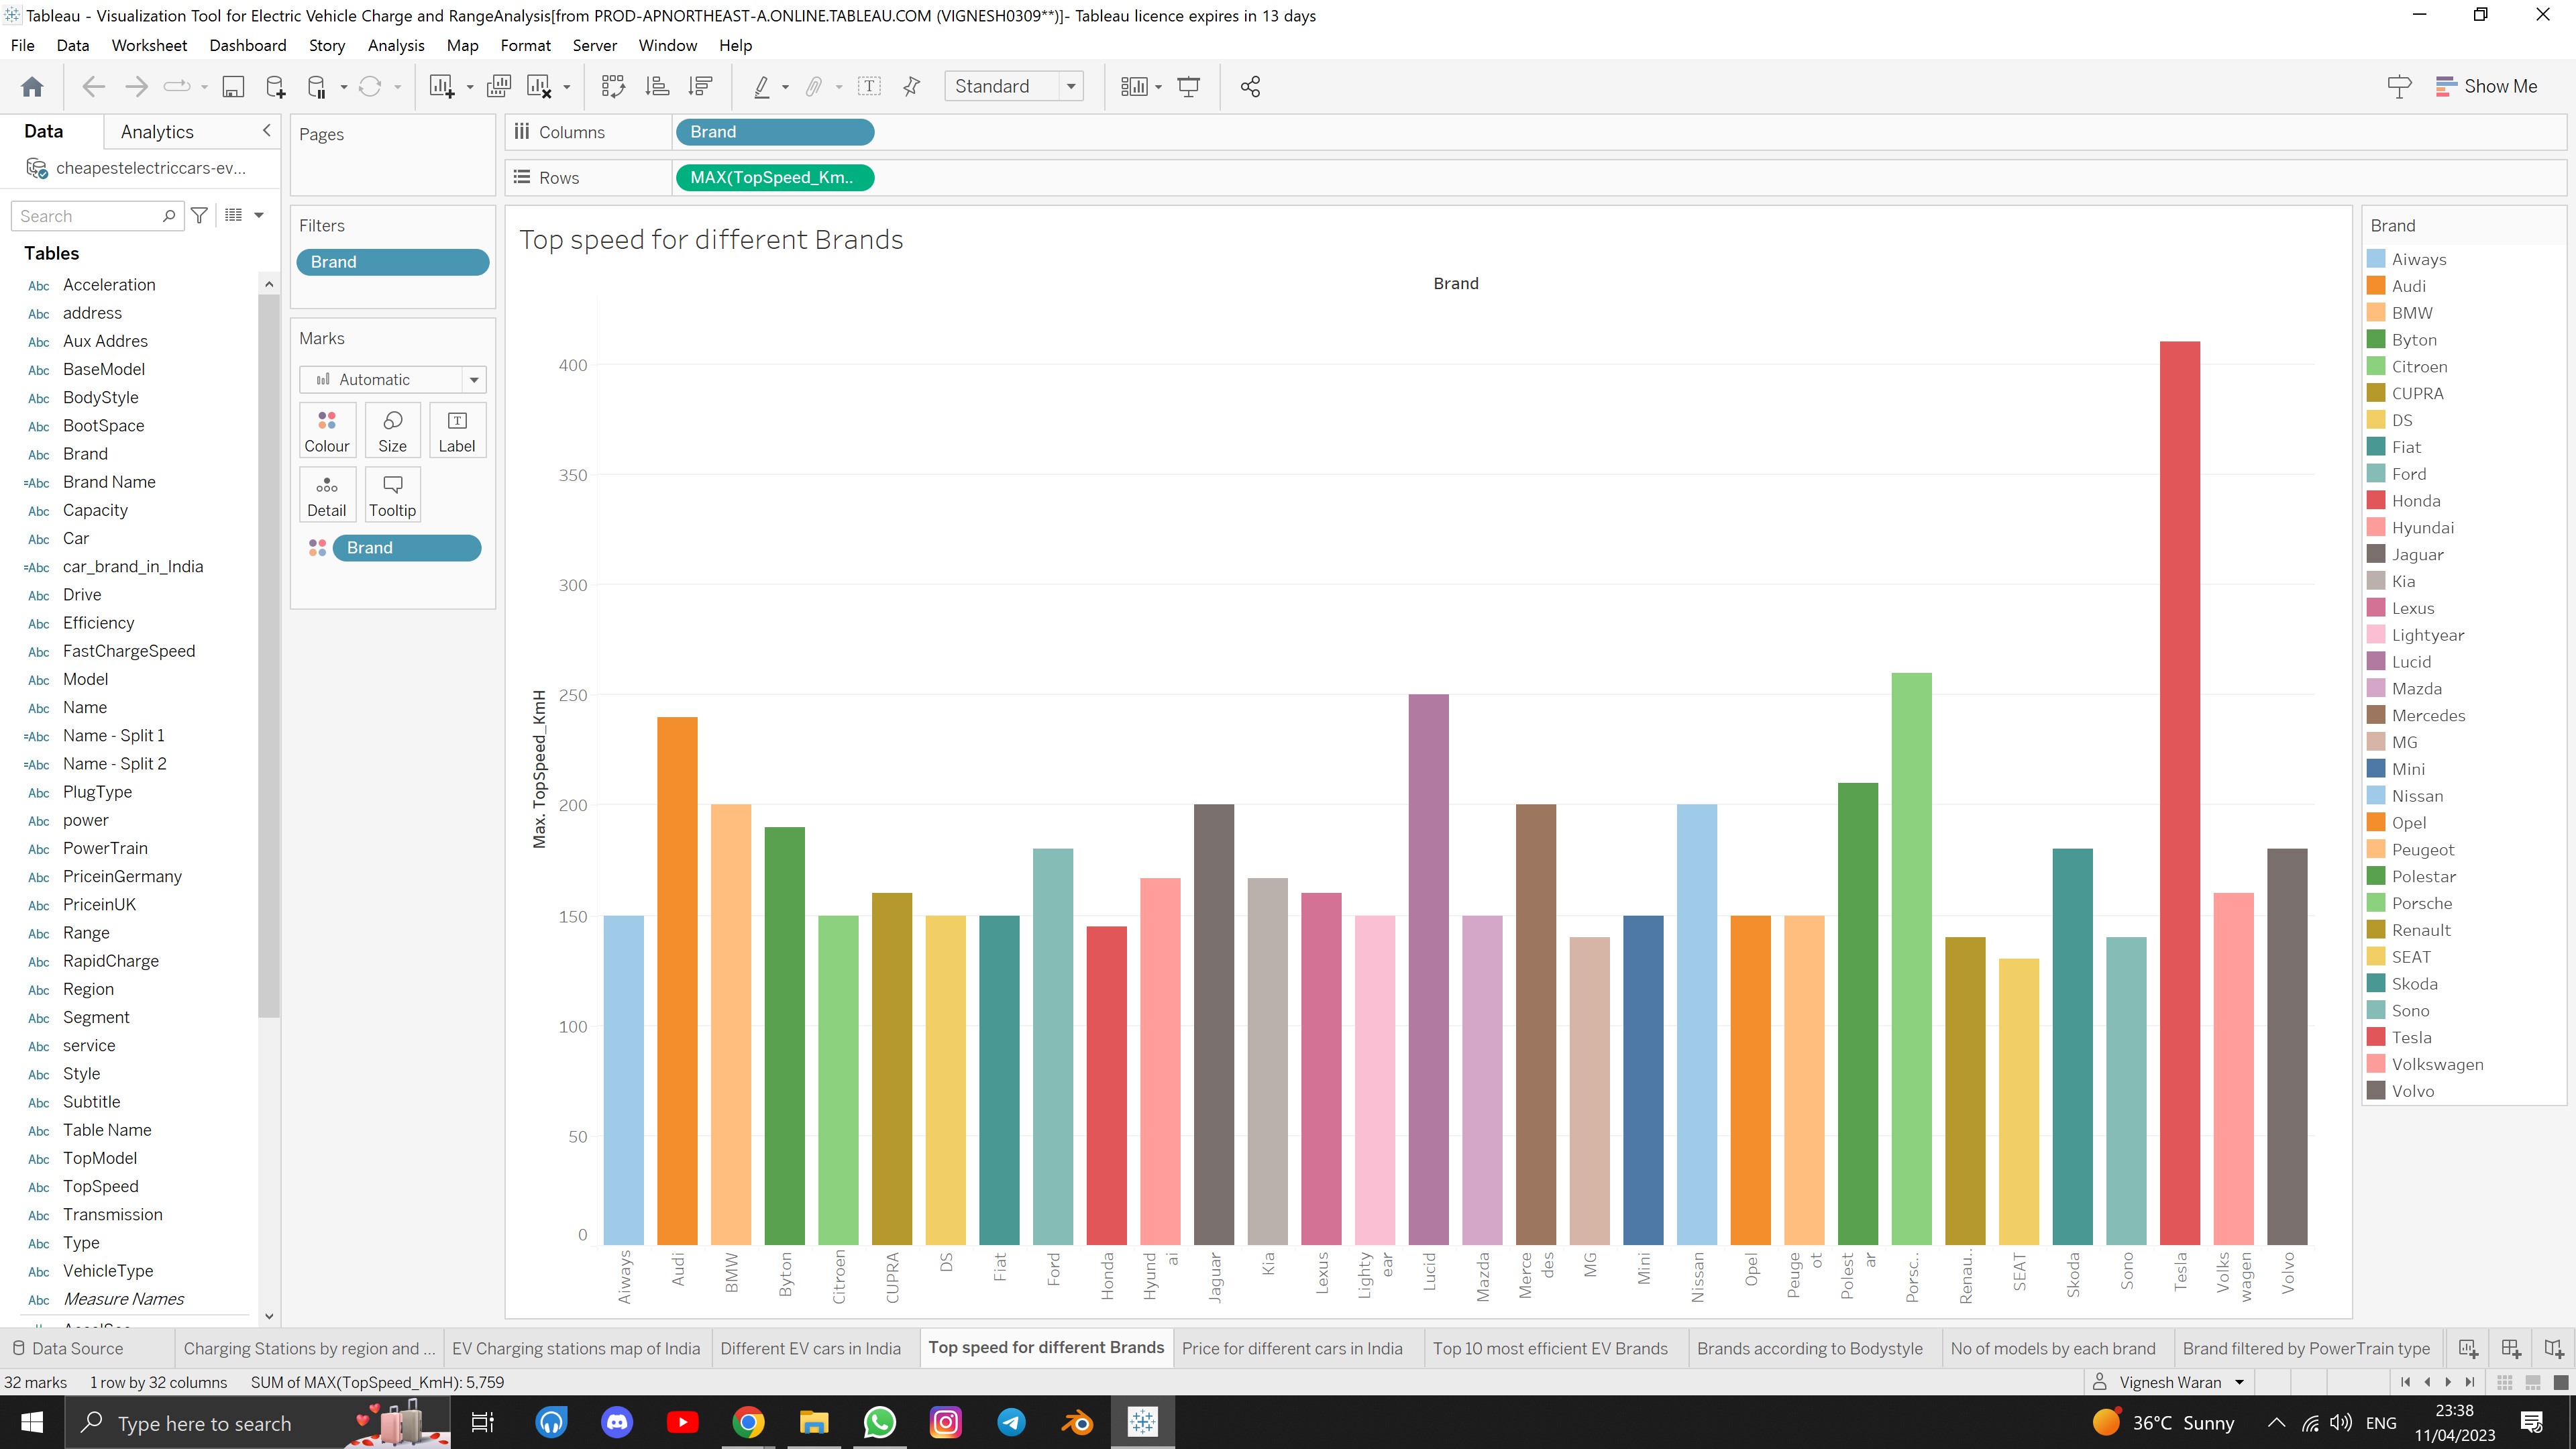 Tableau - Visualization Tool for Electric Vehicle Charge and RangeAnalysis[from PROD-APNORTHEAST-A.ONLINE.TABLEAU.COM (VIGNESH0309**)]- Tableau licence expires in 13 days
File Data Worksheet Dashboard Story Analysis Map Format Server Window Help
Standard
Show Me
Data Analytics
cheapestelectriccars-ev...
Search
Tables
Abc Acceleration
Abc address
Abc Aux Addres
Abc BaseModel
Abc BodyStyle
Abc BootSpace
Abc Brand
=Abc Brand Name
Abc Capacity
Abc Car
=Abc car_brand_in_India
Abc Drive
Abc Efficiency
Abc FastChargeSpeed
Abc Model
Abc Name
=Abc Name - Split 1
=Abc Name - Split 2
Abc PlugType
Abc power
Abc PowerTrain
Abc PriceinGermany
Abc PriceinUK
Abc Range
Abc RapidCharge
Abc Region
Abc Segment
Abc service
Abc Style
Abc Subtitle
Abc Table Name
Abc TopModel
Abc TopSpeed
Abc Transmission
Abc Type
Abc VehicleType
Abc Measure Names
Pages
Filters
Brand
Marks
Automatic
Colour Size Label
Detail Tooltip
Brand
Columns Brand
Rows MAX(TopSpeed_Km..
Top speed for different Brands
Brand
Max. TopSpeed_KmH
400
350
300
250
200
150
100
50
0
Aiways
Audi
BMW
Byton
Citroen
CUPRA
DS
Fiat
Ford
Honda
Hyund
ai
Jaguar
Kia
Lexus
Lighty
ear
Lucid
Mazda
Merce
des
MG
Mini
Nissan
Opel
Peuge
ot
Polest
ar
Porsc..
Renau..
SEAT
Skoda
Sono
Tesla
Volks
wagen
Volvo
Brand
Aiways
Audi
BMW
Byton
Citroen
CUPRA
DS
Fiat
Ford
Honda
Hyundai
Jaguar
Kia
Lexus
Lightyear
Lucid
Mazda
Mercedes
MG
Mini
Nissan
Opel
Peugeot
Polestar
Porsche
Renault
SEAT
Skoda
Sono
Tesla
Volkswagen
Volvo
Data Source Charging Stations by region and ... EV Charging stations map of India Different EV cars in India Top speed for different Brands Price for different cars in India Top 10 most efficient EV Brands Brands according to Bodystyle No of models by each brand Brand filtered by PowerTrain type
32 marks 1 row by 32 columns SUM of MAX(TopSpeed_KmH): 5,759 Vignesh Waran
Type here to search
36°C Sunny ENG
23:38
11/04/2023